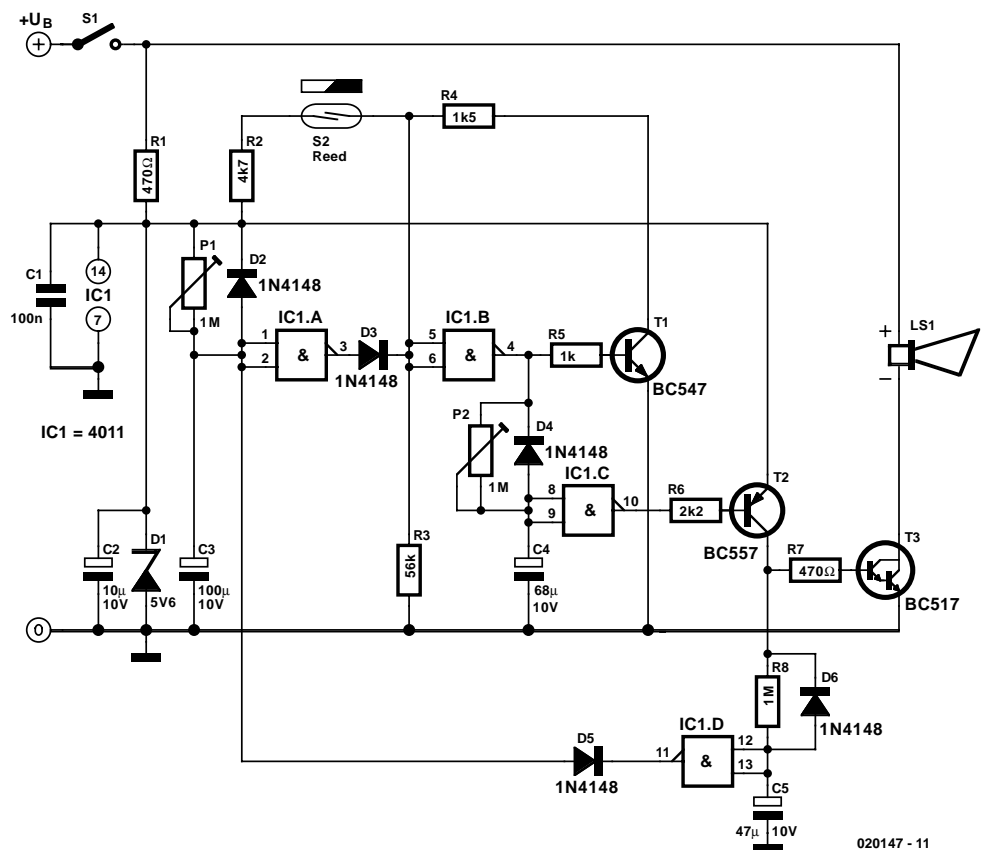 +UB
S1
+
R4
1k5
S2
Reed
R1
470Ω
R2
4k7
P1
1M
D2
1N4148
C1
100n
14
IC1
7
IC1.A
1
2
&
3
D3
1N4148
IC1.B
5
6
&
4
R5
1k
T1
BC547
+
LS1
−
IC1 = 4011
P2
1M
D4
1N4148
IC1.C
8
9
&
10
R6
2k2
T2
BC557
R7
470Ω
T3
BC517
C2
10µ
10V
D1
5V6
C3
100µ
10V
R3
56k
C4
68µ
10V
0
R8
1M
D6
1N4148
D5
1N4148
IC1.D
11
&
12
13
C5
47µ
10V
020147 - 11